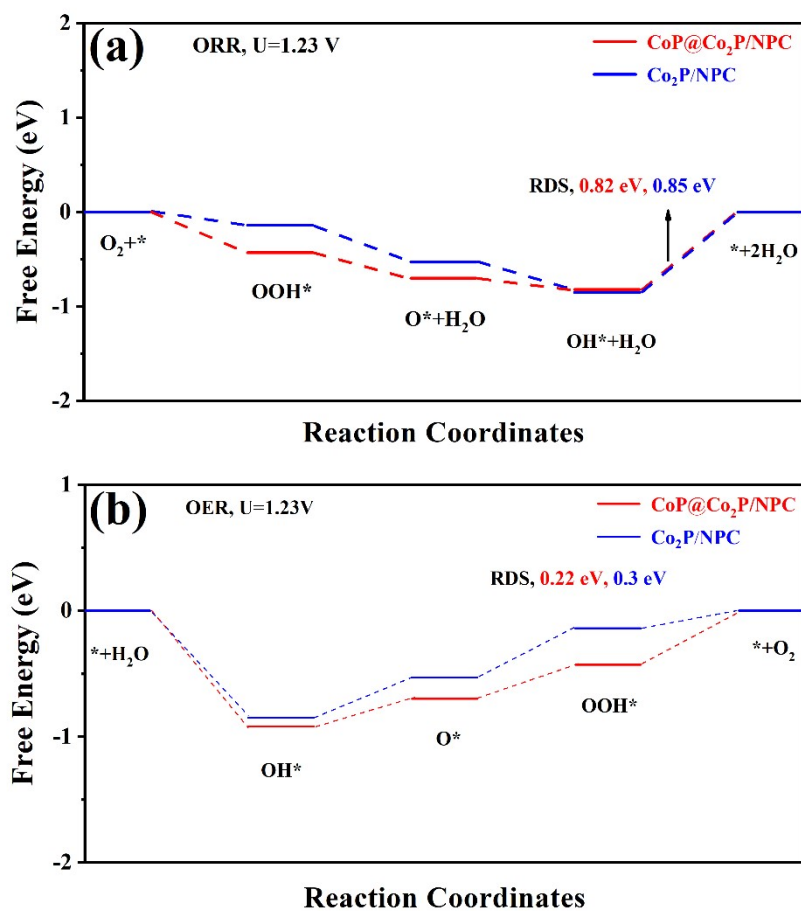 (a)
ORR, U=1.23 V
CoP@Co₂P/NPC
Co₂P/NPC
Free Energy (eV)
2
1
0
-1
-2
RDS, 0.82 eV, 0.85 eV
O₂+*
OOH*
O*+H₂O
OH*+H₂O
*+2H₂O
Reaction Coordinates
(b)
OER, U=1.23V
CoP@Co₂P/NPC
Co₂P/NPC
Free Energy (eV)
1
0
-1
-2
RDS, 0.22 eV, 0.3 eV
*+H₂O
OH*
O*
OOH*
*+O₂
Reaction Coordinates